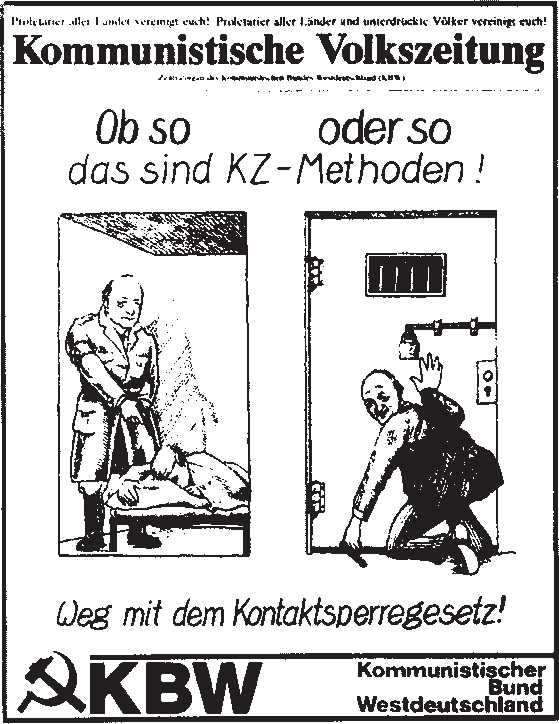 Proletarier aller Länder vereinigt euch! Proletarier aller Länder und unterdrückte Völker vereinigt euch!
Kommunistische Volkszeitung
Zentralorgan des Kommunistischen Bundes Westdeutschland (KBW)
Ob so oder so
das sind KZ-Methoden!
Weg mit dem Kontaktsperregesetz!
KBW
Kommunistischer
Bund
Westdeutschland